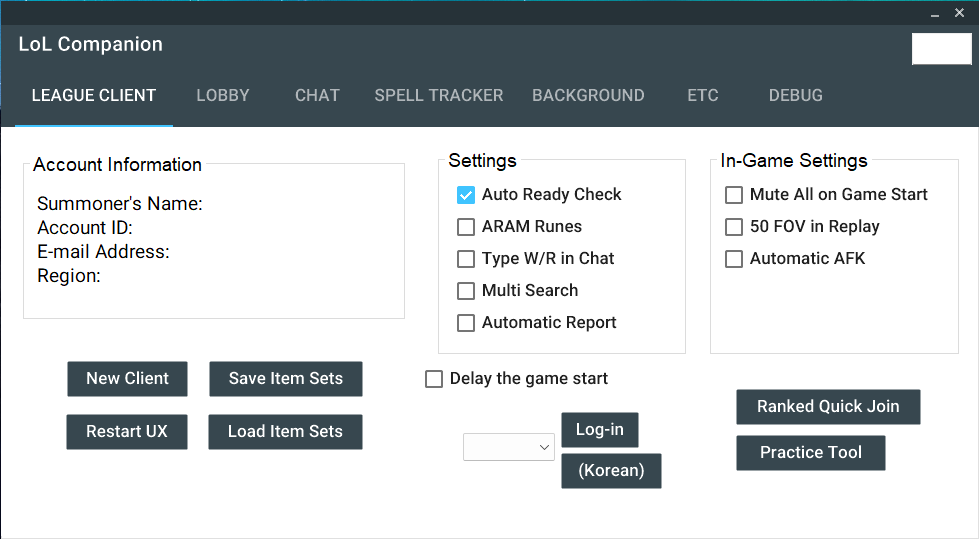 LoL Companion
LEAGUE CLIENT LOBBY CHAT SPELL TRACKER BACKGROUND ETC DEBUG
Account Information
Summoner's Name:
Account ID:
E-mail Address:
Region:
New Client
Save Item Sets
Restart UX
Load Item Sets
Settings
Auto Ready Check
ARAM Runes
Type W/R in Chat
Multi Search
Automatic Report
Delay the game start
Log-in
(Korean)
In-Game Settings
Mute All on Game Start
50 FOV in Replay
Automatic AFK
Ranked Quick Join
Practice Tool